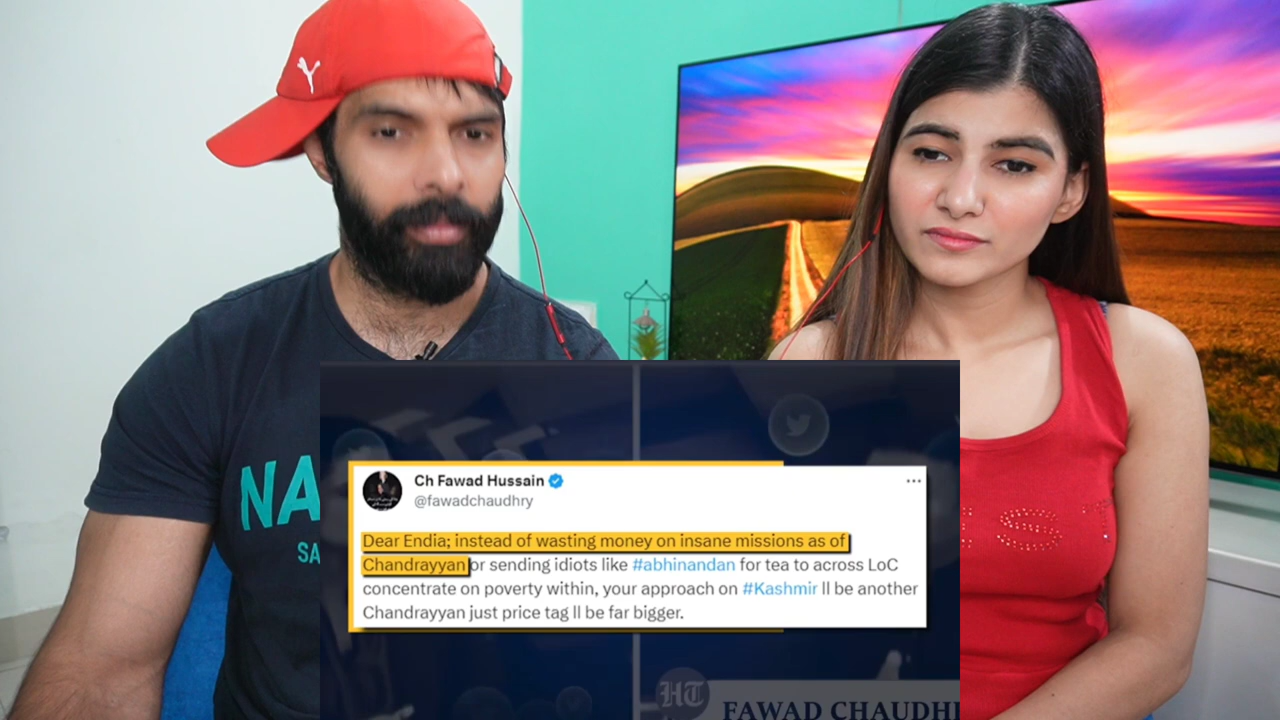 NA
SA
S T
Ch Fawad Hussain
@fawadchaudhry
Dear Endia; instead of wasting money on insane missions as of
Chandrayyan or sending idiots like #abhinandan for tea to across LoC
concentrate on poverty within, your approach on #Kashmir ll be another
Chandrayyan just price tag ll be far bigger.
HT
FAWAD CHAUDH